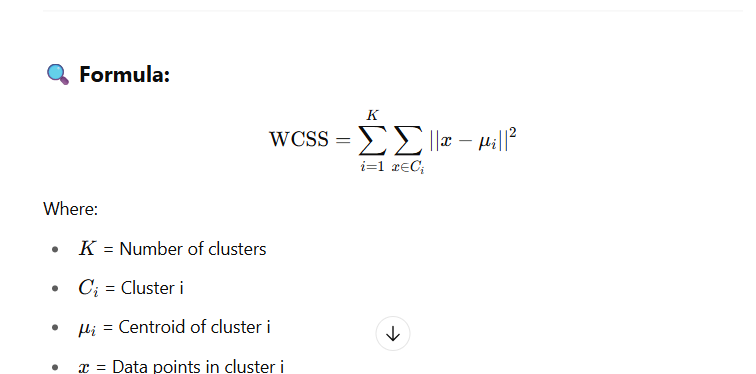 🔍 Formula:
WCSS = \sum_{i=1}^{K} \sum_{x \in C_i} ||x - \mu_i||^2
Where:
• K = Number of clusters
• C_i = Cluster i
• μ_i = Centroid of cluster i
• x = Data points in cluster i